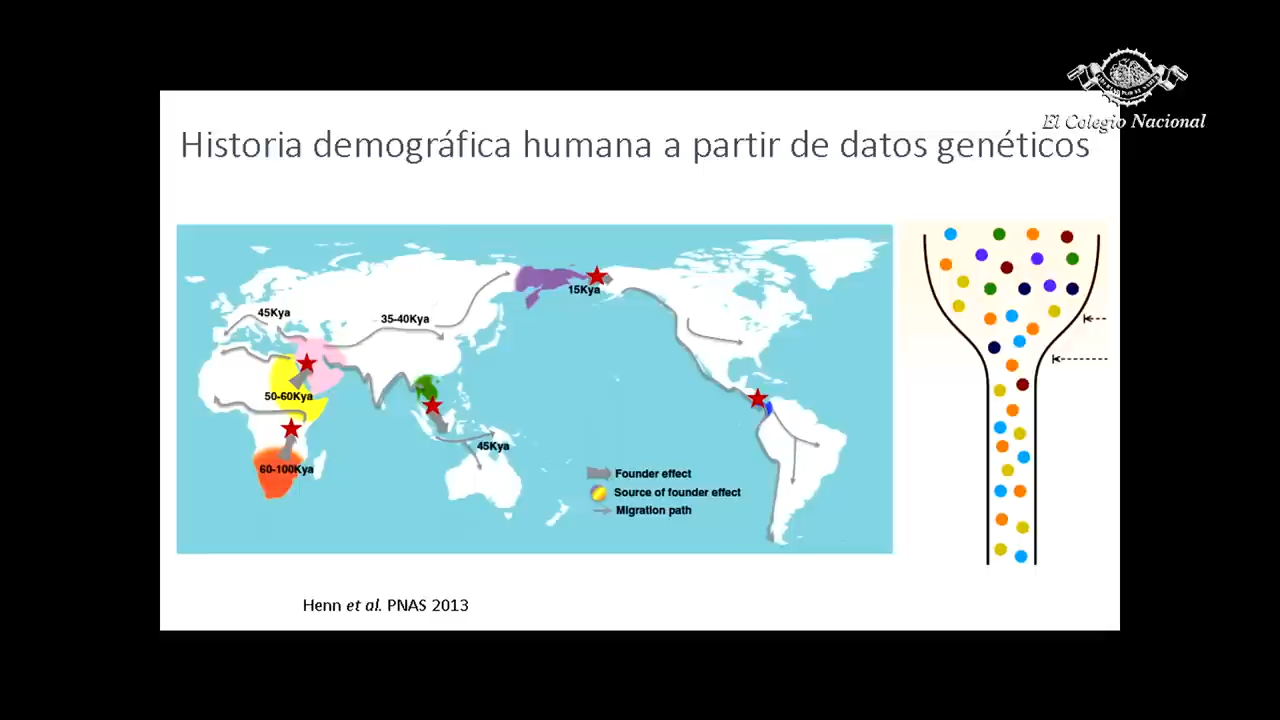 El Colegio Nacional
Historia demográfica humana a partir de datos genéticos
15Kya
45Kya
35-40Kya
50-60Kya
45Kya
60-100Kya
Founder effect
Source of founder effect
Migration path
Henn et al. PNAS 2013